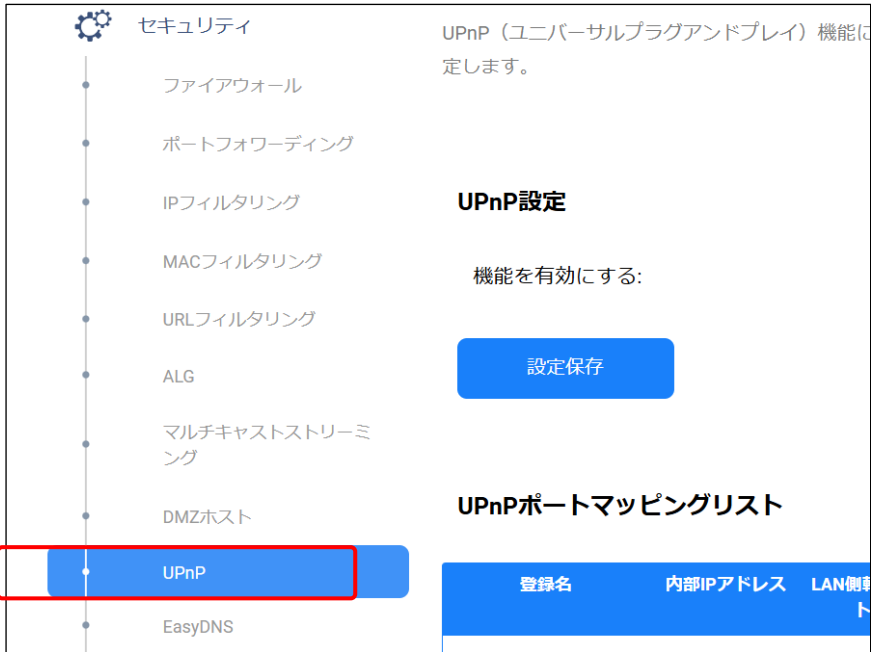 セキュリティ
ファイアウォール
ポートフォワーディング
IPフィルタリング
MACフィルタリング
URLフィルタリング
ALG
マルチキャストストリーミ
ング
DMZホスト
UPnP
EasyDNS
UPnP（ユニバーサルプラグアンドプレイ）機能に
定します。
UPnP設定
機能を有効にする:
設定保存
UPnPポートマッピングリスト
登録名 内部IPアドレス LAN側
ト